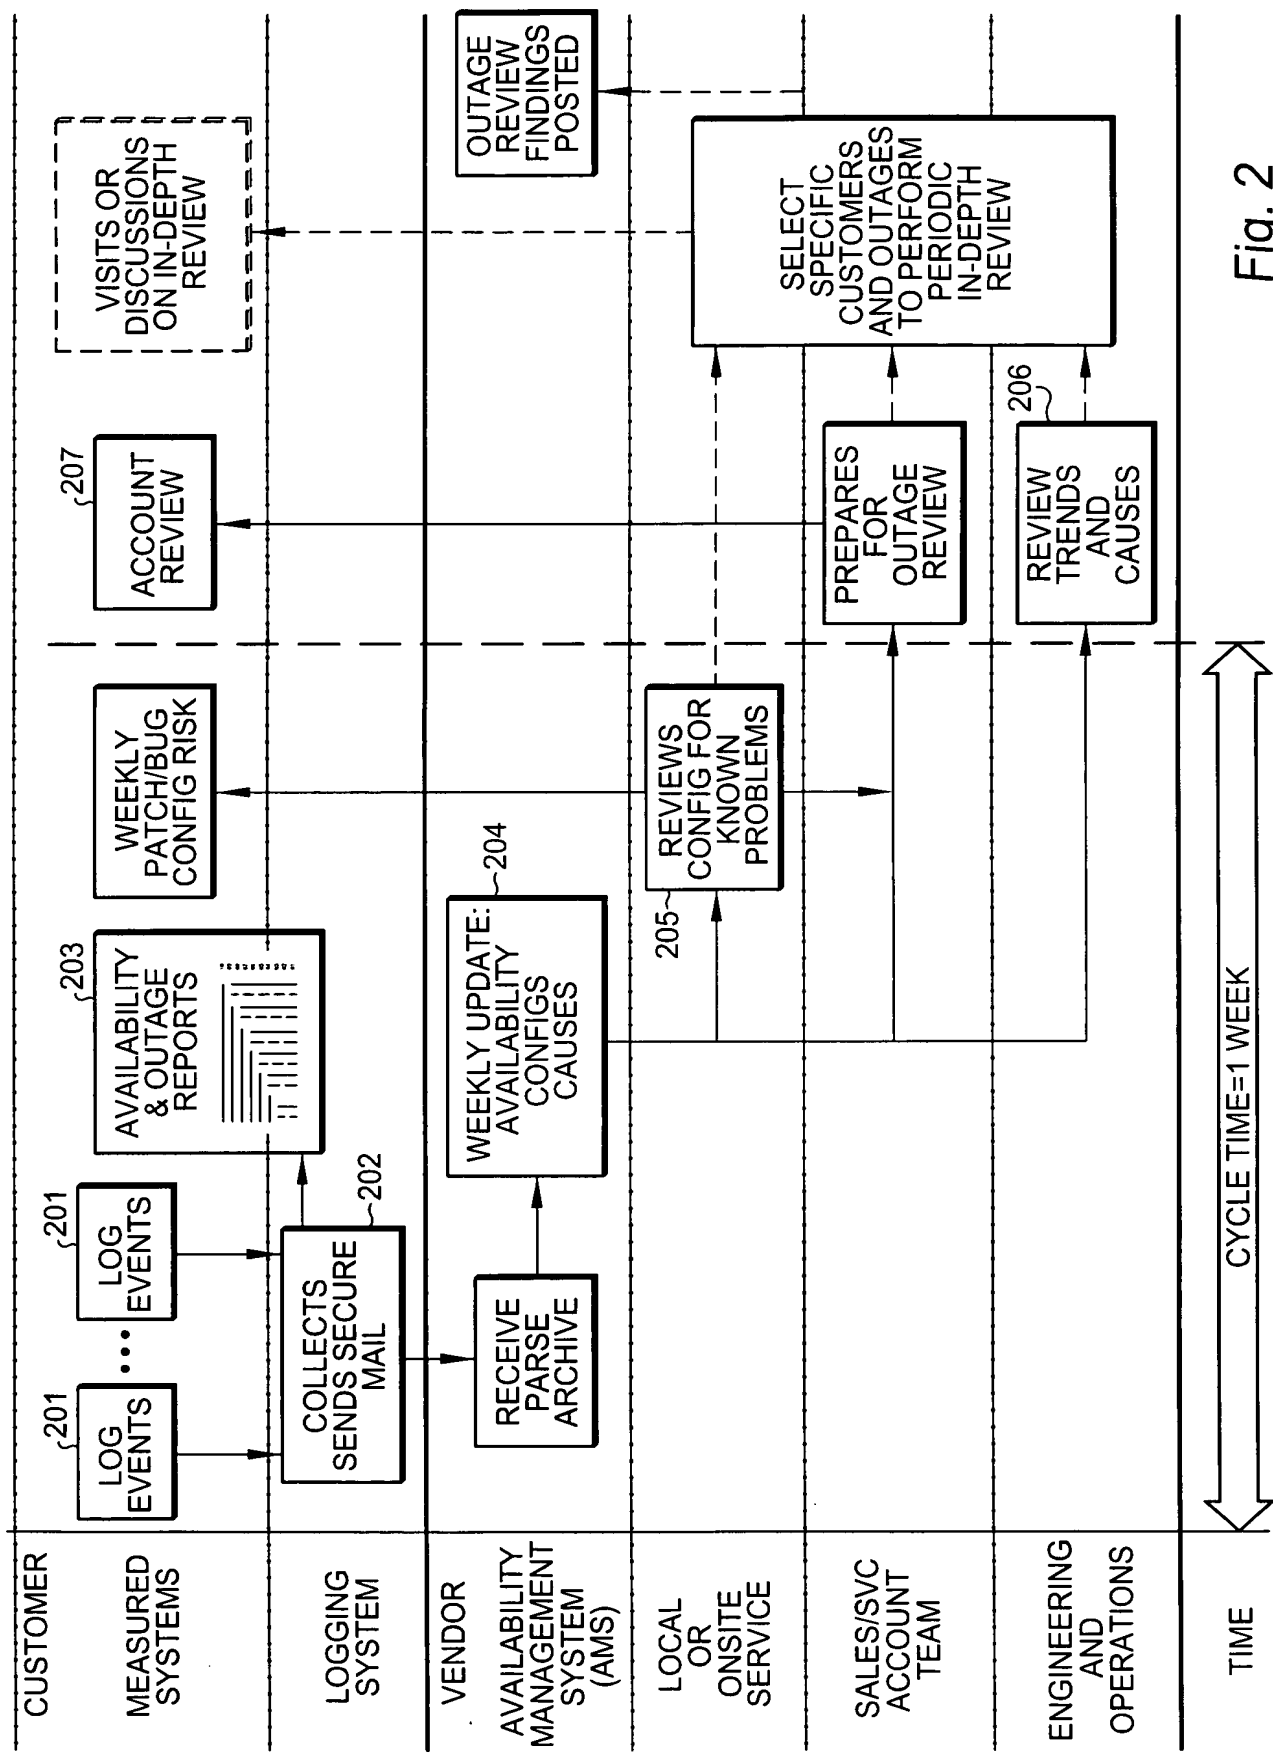 CUSTOMER
MEASURED
SYSTEMS
201
LOG
EVENTS
201
LOG
EVENTS
203
AVAILABILITY
& OUTAGE
REPORTS
WEEKLY
PATCH/BUG
CONFIG RISK
207
ACCOUNT
REVIEW
VISITS OR
DISCUSSIONS
ON IN-DEPTH
REVIEW
LOGGING
SYSTEM
COLLECTS
SENDS SECURE
MAIL
202
VENDOR
AVAILABILITY
MANAGEMENT
SYSTEM
(AMS)
RECEIVE
PARSE
ARCHIVE
WEEKLY UPDATE:
AVAILABILITY
CONFIGS
CAUSES
204
OUTAGE
REVIEW
FINDINGS
POSTED
LOCAL
OR
ONSITE
SERVICE
205
REVIEWS
CONFIG FOR
KNOWN
PROBLEMS
SELECT
SPECIFIC
CUSTOMERS
AND OUTAGES
TO PERFORM
PERIODIC
IN-DEPTH
REVIEW
SALES/SVC
ACCOUNT
TEAM
PREPARES
FOR
OUTAGE
REVIEW
ENGINEERING
AND
OPERATIONS
206
REVIEW
TRENDS
AND
CAUSES
TIME
CYCLE TIME=1 WEEK
Fig. 2